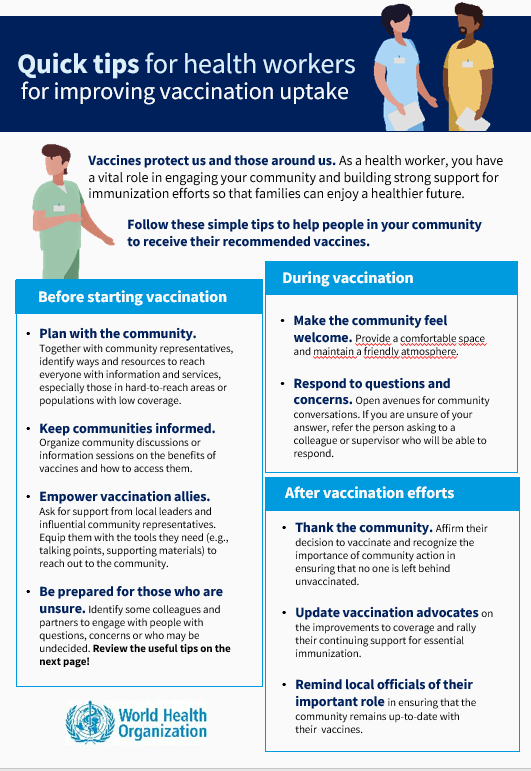 Quick tips for health workers
for improving vaccination uptake
Vaccines protect us and those around us. As a health worker, you have
a vital role in engaging your community and building strong support for
immunization efforts so that families can enjoy a healthier future.
Follow these simple tips to help people in your community
to receive their recommended vaccines.
Before starting vaccination
• Plan with the community.
Together with community representatives,
identify ways and resources to reach
everyone with information and services,
especially those in hard-to-reach areas or
populations with low coverage.
• Keep communities informed.
Organize community discussions or
information sessions on the benefits of
vaccines and how to access them.
• Empower vaccination allies.
Ask for support from local leaders and
influential community representatives.
Equip them with the tools they need (e.g.,
talking points, supporting materials) to
reach out to the community.
• Be prepared for those who are
unsure. Identify some colleagues and
partners to engage with people with
questions, concerns or who may be
undecided. Review the useful tips on the
next page!
During vaccination
• Make the community feel
welcome. Provide a comfortable space
and maintain a friendly atmosphere.
• Respond to questions and
concerns. Open avenues for community
conversations. If you are unsure of your
answer, refer the person asking to a
colleague or supervisor who will be able to
respond.
After vaccination efforts
• Thank the community. Affirm their
decision to vaccinate and recognize the
importance of community action in
ensuring that no one is left behind
unvaccinated.
• Update vaccination advocates on
the improvements to coverage and rally
their continuing support for essential
immunization.
• Remind local officials of their
important role in ensuring that the
community remains up-to-date with
their vaccines.
World Health
Organization